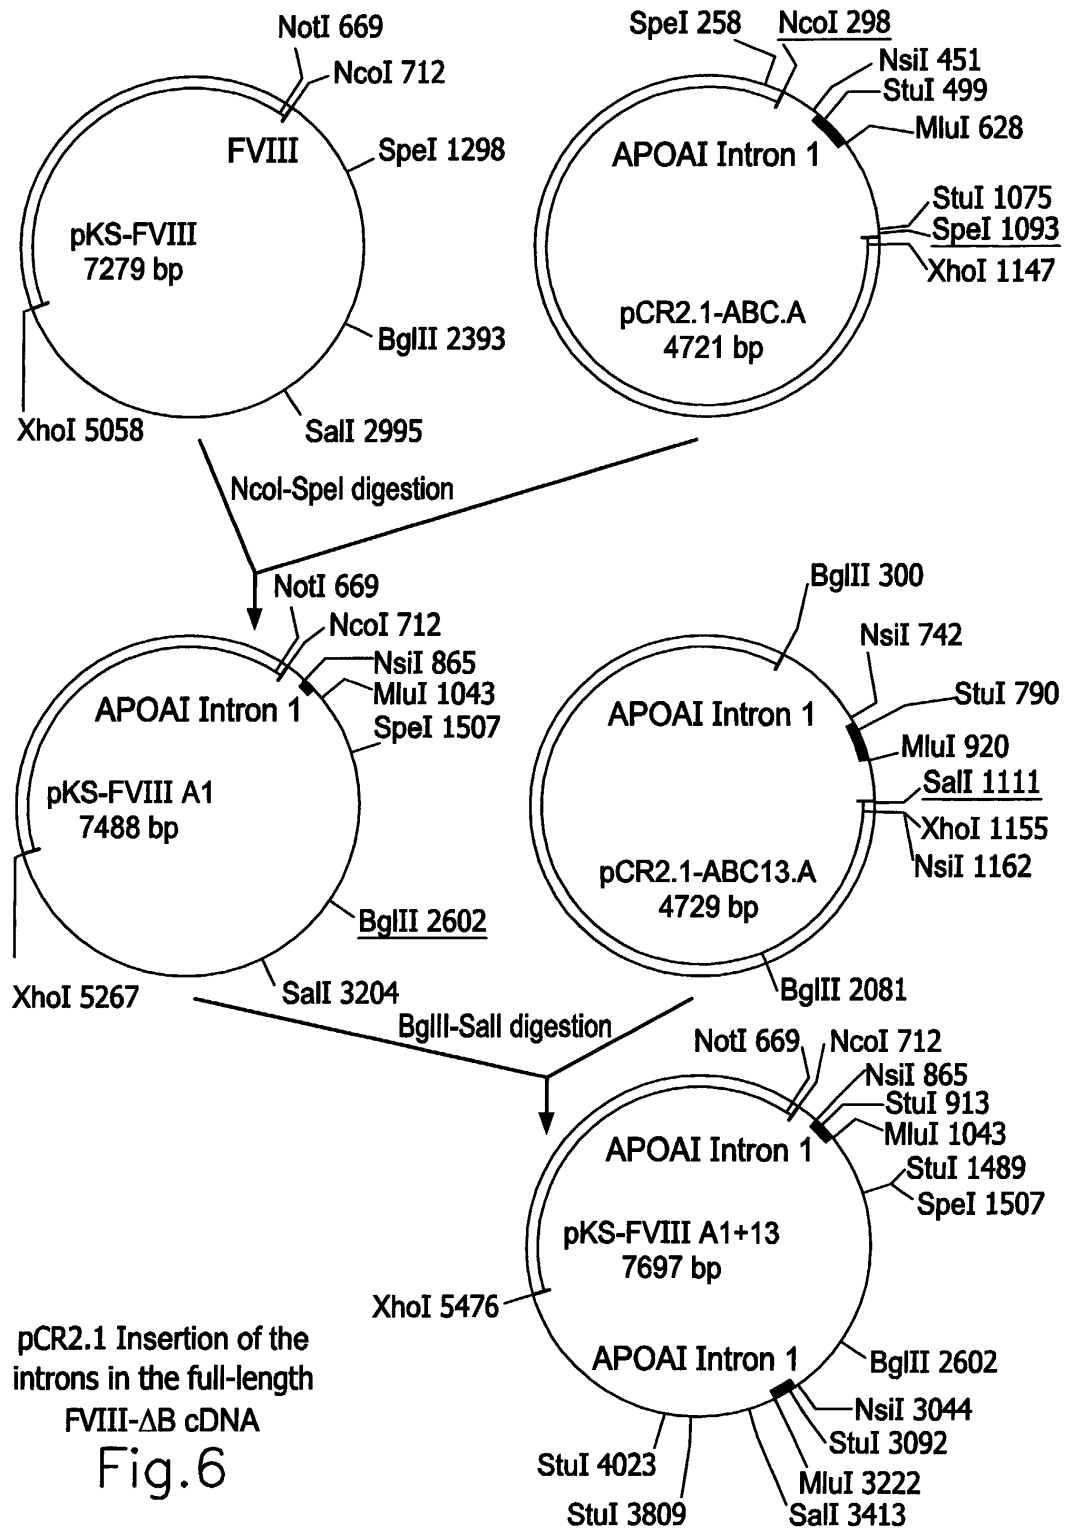 NotI 669
NcoI 712
FVIII
SpeI 1298
pKS-FVIII
7279 bp
BglII 2393
XhoI 5058
SalI 2995
SpeI 258
NcoI 298
NsiI 451
StuI 499
MluI 628
APOAI Intron 1
StuI 1075
SpeI 1093
XhoI 1147
pCR2.1-ABC.A
4721 bp
NcoI-SpeI digestion
NotI 669
NcoI 712
NsiI 865
MluI 1043
APOAI Intron 1
SpeI 1507
pKS-FVIII A1
7488 bp
BglII 2602
XhoI 5267
SalI 3204
BglII 300
NsiI 742
StuI 790
APOAI Intron 1
MluI 920
SalI 1111
XhoI 1155
NsiI 1162
pCR2.1-ABC13.A
4729 bp
BglII 2081
BglII-SalI digestion
NotI 669
NcoI 712
NsiI 865
StuI 913
MluI 1043
APOAI Intron 1
StuI 1489
SpeI 1507
pKS-FVIII A1+13
7697 bp
XhoI 5476
APOAI Intron 1
BglII 2602
NsiI 3044
StuI 3092
MluI 3222
SalI 3413
StuI 4023
StuI 3809
pCR2.1 Insertion of the
introns in the full-length
FVIII-ΔB cDNA
Fig.6